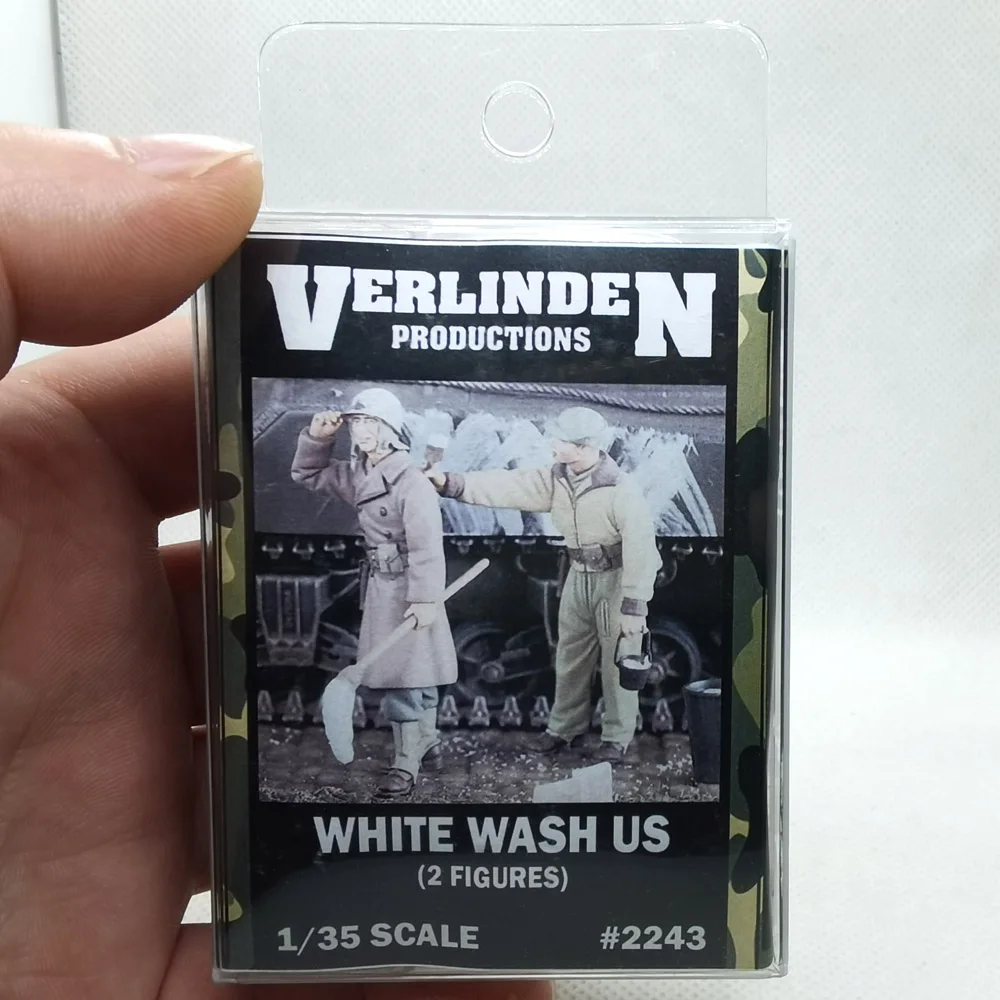 VERLINDEN
PRODUCTIONS
WHITE WASH US
(2 FIGURES)
1/35 SCALE #2243